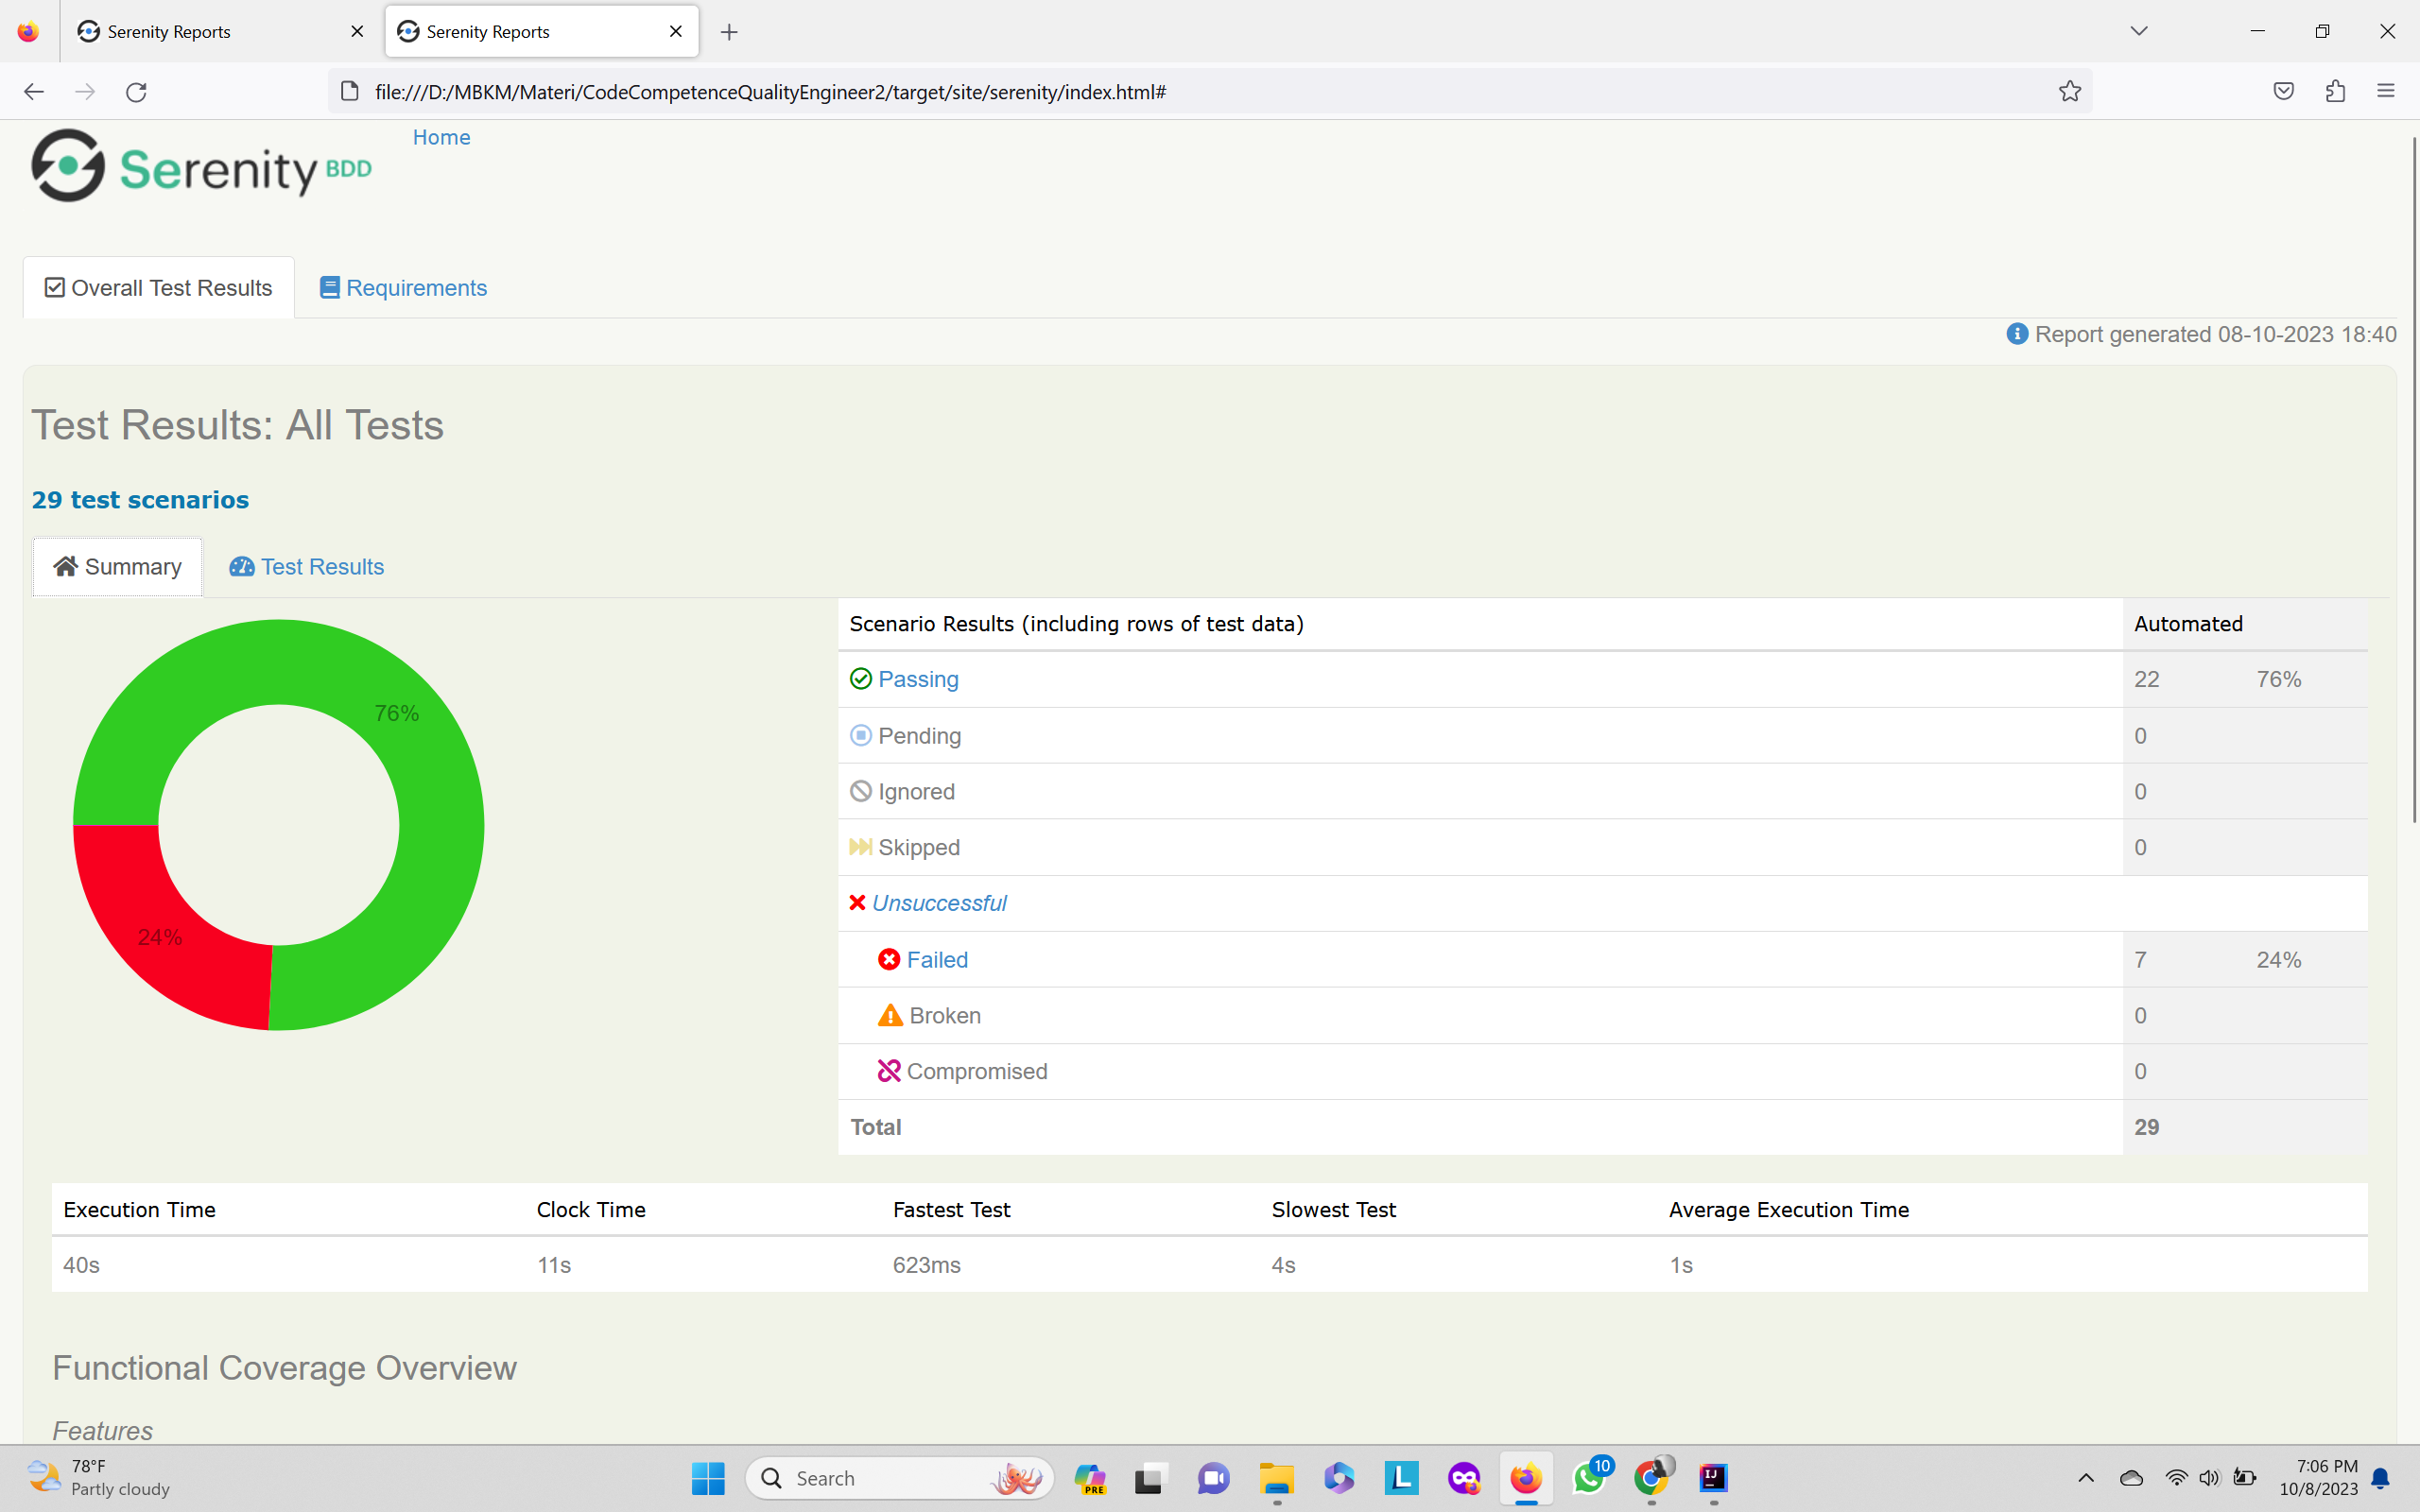 Serenity Reports
Serenity Reports
file:///D:/MBKM/Materi/CodeCompetenceQualityEngineer2/target/site/serenity/index.html#
Serenity BDD
Home
Overall Test Results
Requirements
Report generated 08-10-2023 18:40
Test Results: All Tests
29 test scenarios
Summary
Test Results
76%
24%
Scenario Results (including rows of test data) Automated
Passing 22 76%
Pending 0
Ignored 0
Skipped 0
Unsuccessful
Failed 7 24%
Broken 0
Compromised 0
Total 29
Execution Time Clock Time Fastest Test Slowest Test Average Execution Time
40s 11s 623ms 4s 1s
Functional Coverage Overview
Features
78°F
Partly cloudy
Search
PRE
L
10
IJ
7:06 PM
10/8/2023